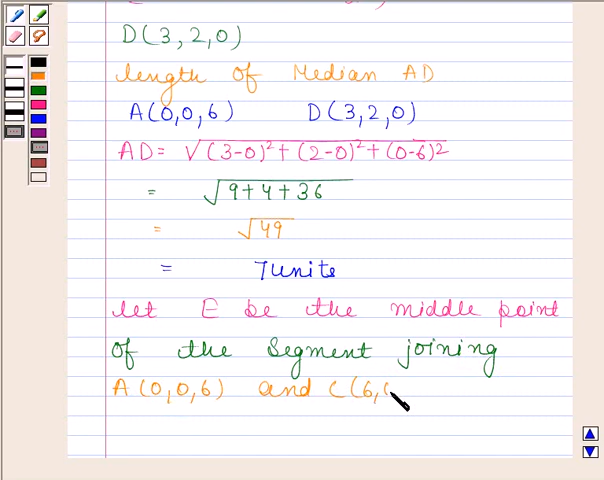 D(3,2,0)
length of Median AD
A(0,0,6) D(3,2,0)
AD = √(3-0)²+(2-0)²+(0-6)²
= √9+4+36
= √49
= 7unite
let E be the middle point
of the segment joining
A(0,0,6) and C(6,